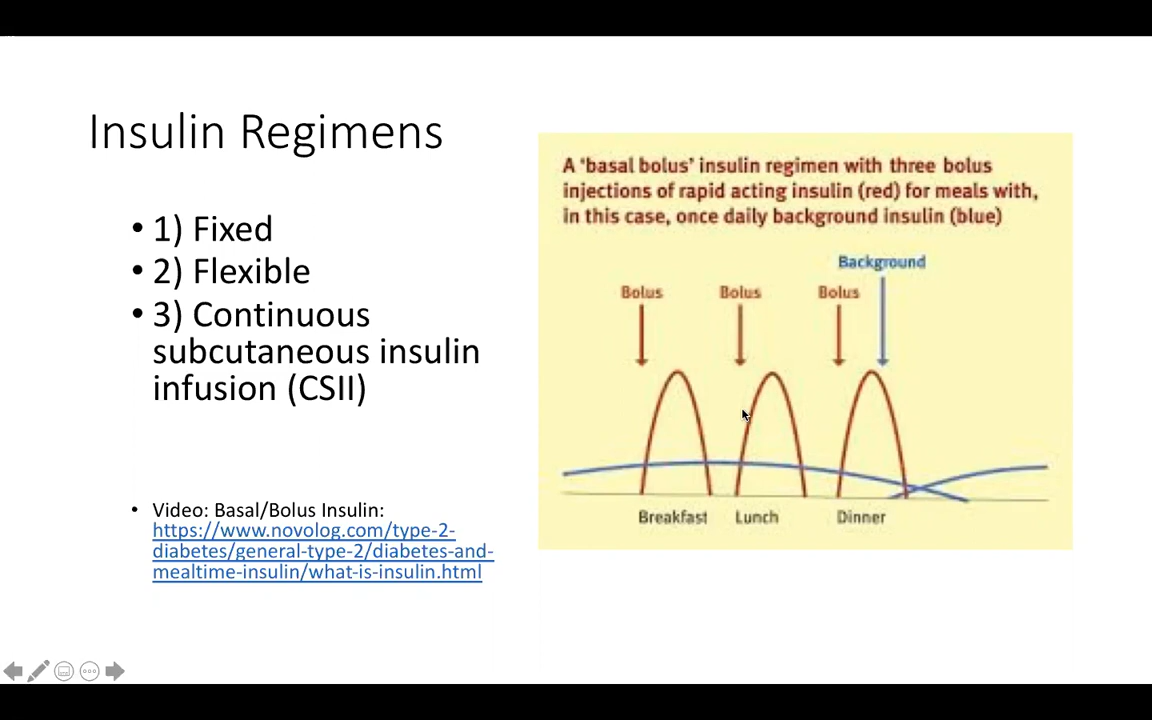 Insulin Regimens
• 1) Fixed
• 2) Flexible
• 3) Continuous
subcutaneous insulin
infusion (CSII)
• Video: Basal/Bolus Insulin:
https://www.novolog.com/type-2-
diabetes/general-type-2/diabetes-and-
mealtime-insulin/what-is-insulin.html
A ‘basal bolus’ insulin regimen with three bolus
injections of rapid acting insulin (red) for meals with,
in this case, once daily background insulin (blue)
Background
Bolus Bolus Bolus
Breakfast Lunch Dinner